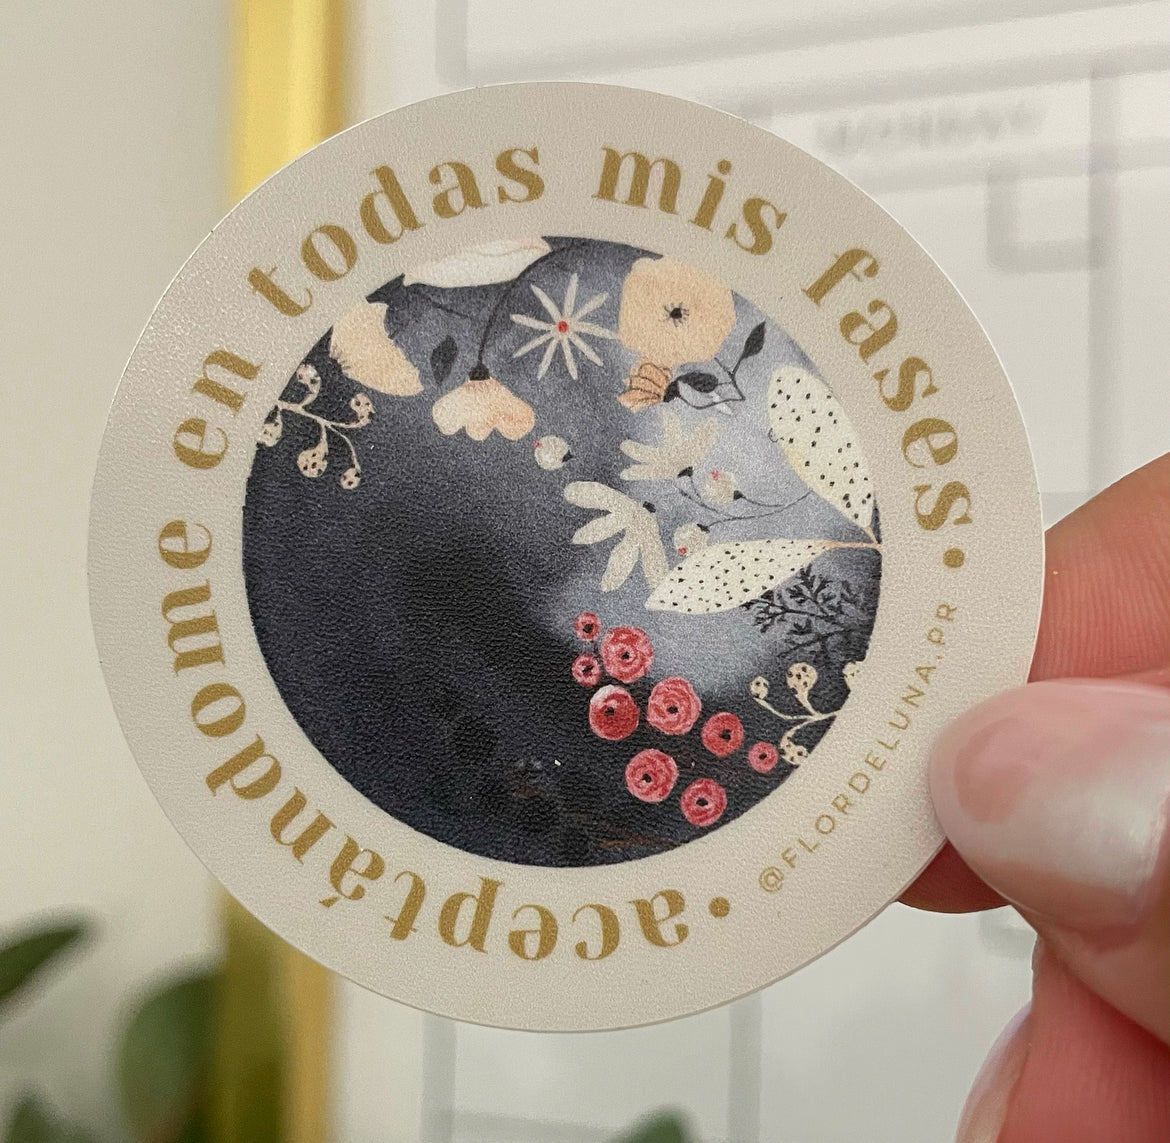 aceptándome en todas mis fases.
@FLORDELUNA.PR